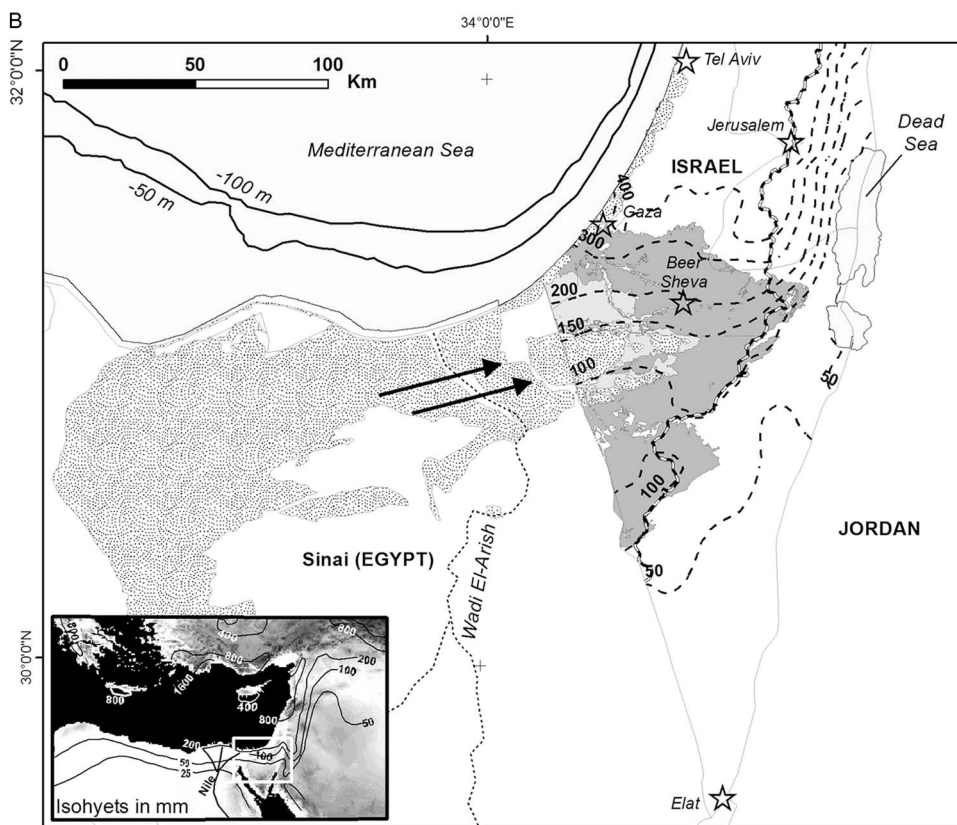 B
34°0'0"E
32°0'0"N
0 50 100
Km
Tel Aviv
Mediterranean Sea
Jerusalem
Dead
Sea
-100 m
-50 m
ISRAEL
400
Gaza
300
Beer
Sheva
200
150
100
50
100
Sinai (EGYPT)
Wadi El-Arish
JORDAN
50
30°0'0"N
Elat
400
800
800
200
100
1600
800
400
800
50
200
100
50
25
Nile
Isohyets in mm